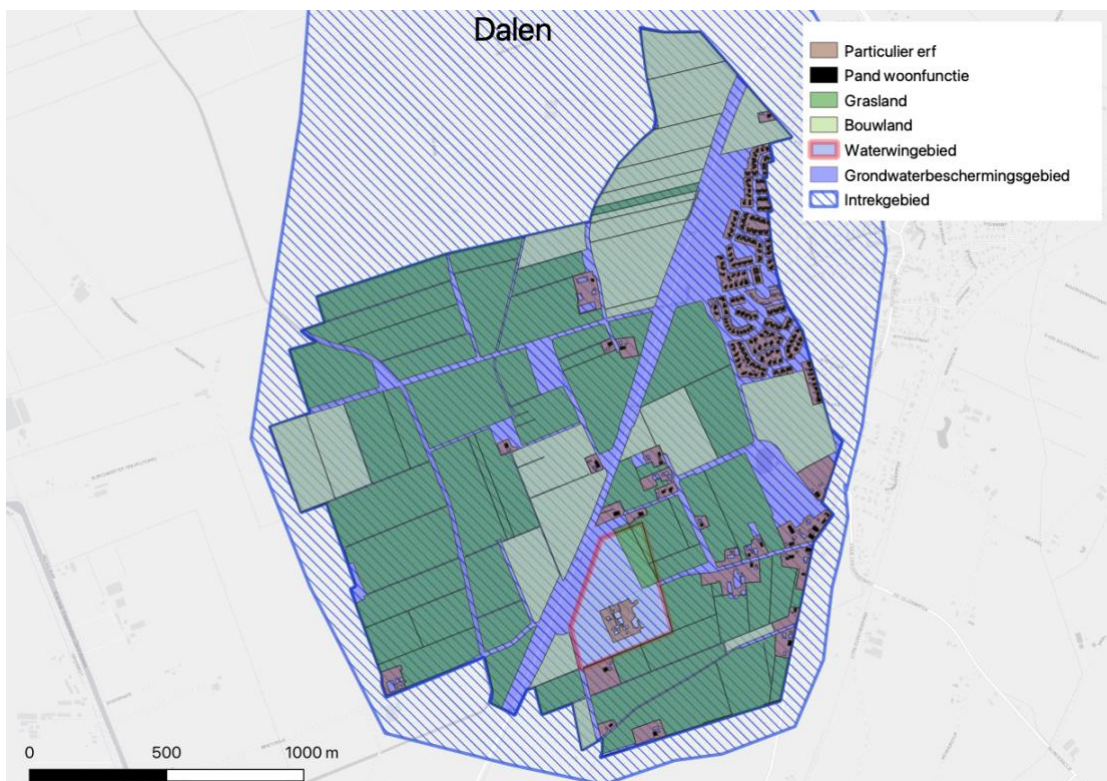 Dalen
Particulier erf
Pand woonfunctie
Grasland
Bouwland
Waterwingebied
Grondwaterbeschermingsgebied
Intrekgebied
0 500 1000 m